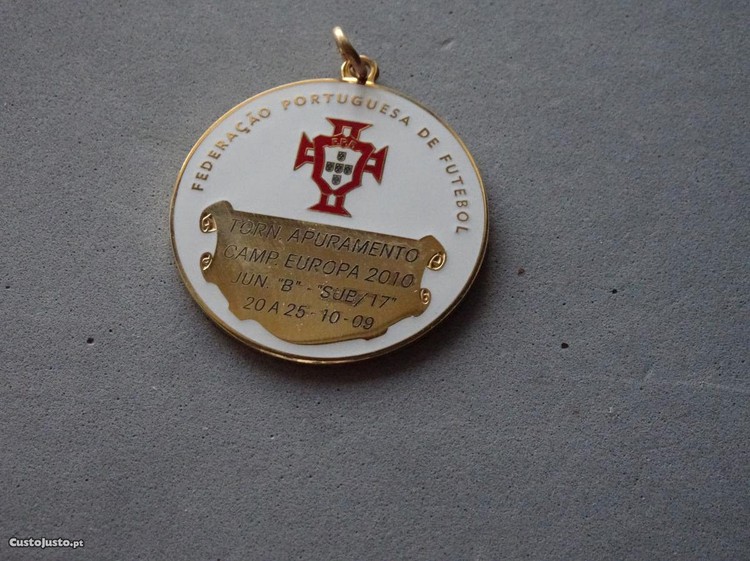 FEDERAÇÃO PORTUGUESA DE FUTEBOL
F.P.F.
TORN. APURAMENTO
CAMP. EUROPA 2010
JUN. "B" - "SUB/17"
20 A 25 - 10 - 09
CustoJusto.pt